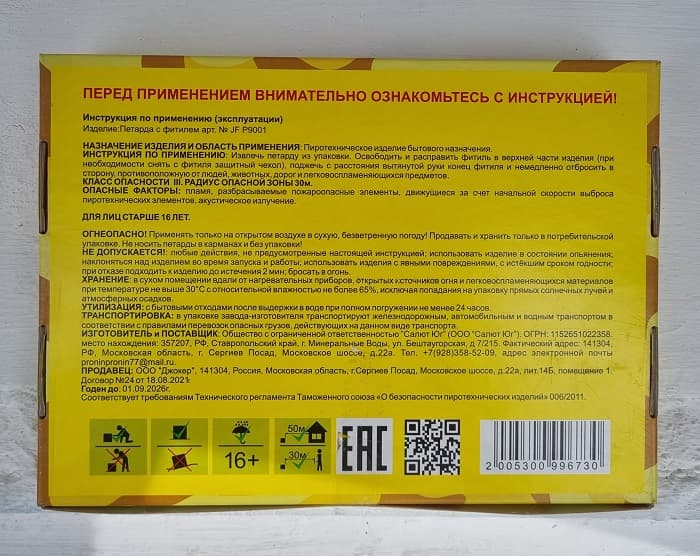 ПЕРЕД ПРИМЕНЕНИЕМ ВНИМАТЕЛЬНО ОЗНАКОМЬТЕСЬ С ИНСТРУКЦИЕЙ!
Инструкция по применению (эксплуатации)
Изделие:Петарда с фитилем арт. № JF P9001
НАЗНАЧЕНИЕ ИЗДЕЛИЯ И ОБЛАСТЬ ПРИМЕНЕНИЯ: Пиротехническое изделие бытового назначения.
ИНСТРУКЦИЯ ПО ПРИМЕНЕНИЮ: Извлечь петарду из упаковки. Освободить и расправить фитиль в верхней части изделия (при
необходимости снять с фитиля защитный чехол), поджечь с расстояния вытянутой руки конец фитиля и немедленно отбросить в
сторону, противоположную от людей, животных, дорог и легковоспламеняющихся предметов.
КЛАСС ОПАСНОСТИ III. РАДИУС ОПАСНОЙ ЗОНЫ 30м.
ОПАСНЫЕ ФАКТОРЫ: пламя, разбрасываемые пожароопасные элементы, движущиеся за счет начальной скорости выброса
пиротехнических элементов, акустическое излучение.
ДЛЯ ЛИЦ СТАРШЕ 16 ЛЕТ.
ОГНЕОПАСНО! Применять только на открытом воздухе в сухую, безветренную погоду! Продавать и хранить только в потребительской
упаковке. Не носить петарды в карманах и без упаковки!
НЕ ДОПУСКАЕТСЯ!: любые действия, не предусмотренные настоящей инструкцией; использовать изделие в состоянии опьянения;
наклоняться над изделием во время запуска и работы; использовать изделия с явными повреждениями, с истёкшим сроком годности;
при отказе подходить к изделию до истечения 2 мин; бросать в огонь.
ХРАНЕНИЕ: в сухом помещении вдали от нагревательных приборов, открытых к:сточников огня и легковоспламеняющихся материалов
при температуре не выше 30°С с относительной влажностью не более 65%, исключая попадания на упаковку прямых солнечных лучей и
атмосферных осадков.
УТИЛИЗАЦИЯ: с бытовыми отходами после выдержки в воде при полном погружении не менее 24 часов.
ТРАНСПОРТИРОВКА: в упаковке завода-изготовителя транспортируют железнодорожным, автомобильным и водным транспортом в
соответствии с правилами перевозок опасных грузов, действующих на данном виде транспорта.
ИЗГОТОВИТЕЛЬ и ПОСТАВЩИК: Общество с ограниченной ответственностью "Салют Юг" (ООО "Салют Юг"). ОГРН: 1152651022358.
место нахождения: 357207, РФ, Ставропольский край, г. Минеральные Воды, ул. Бештаугорская, д 7/15. Фактический адрес: 141304,
РФ, Московская область, г. Сергиев Посад, Московское шоссе, д.22а. Тел. +7(928)358-52-09. адрес электронной почты
proninpronin77@mail.ru.
ПРОДАВЕЦ: ООО "Джокер", 141304, Россия, Московская область, г.Сергиев Посад, Московское шоссе, д.22а, лит.14Б, помещение 1.
Договор №24 от 18.08.2021г.
Годен до: 01.09.2026г.
Соответствует требованиям Технического регламента Таможенного союза «О безопасности пиротехнических изделий» 006/2011.
16+
50м
30м
EAC
2 005300 996730